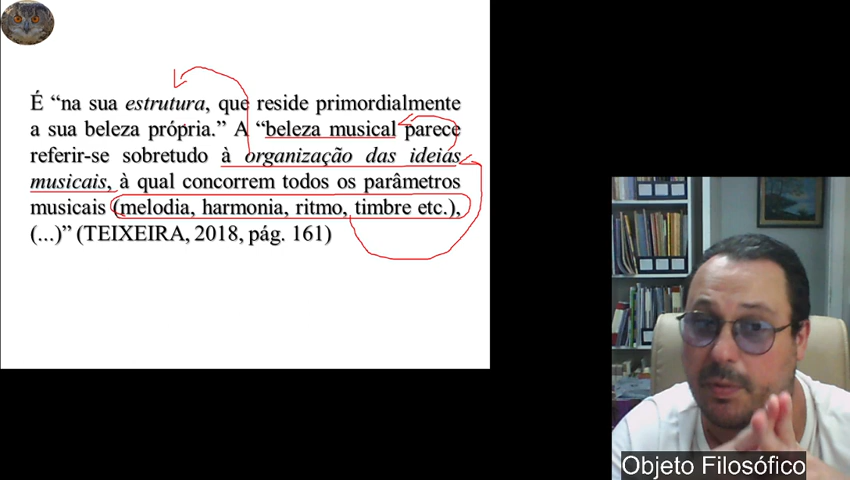 É “na sua estrutura, que reside primordialmente
a sua beleza própria.” A “beleza musical parece
referir-se sobretudo à organização das ideias
musicais, à qual concorrem todos os parâmetros
musicais (melodia, harmonia, ritmo, timbre etc.),
(...)” (TEIXEIRA, 2018, pág. 161)
Objeto Filosófico